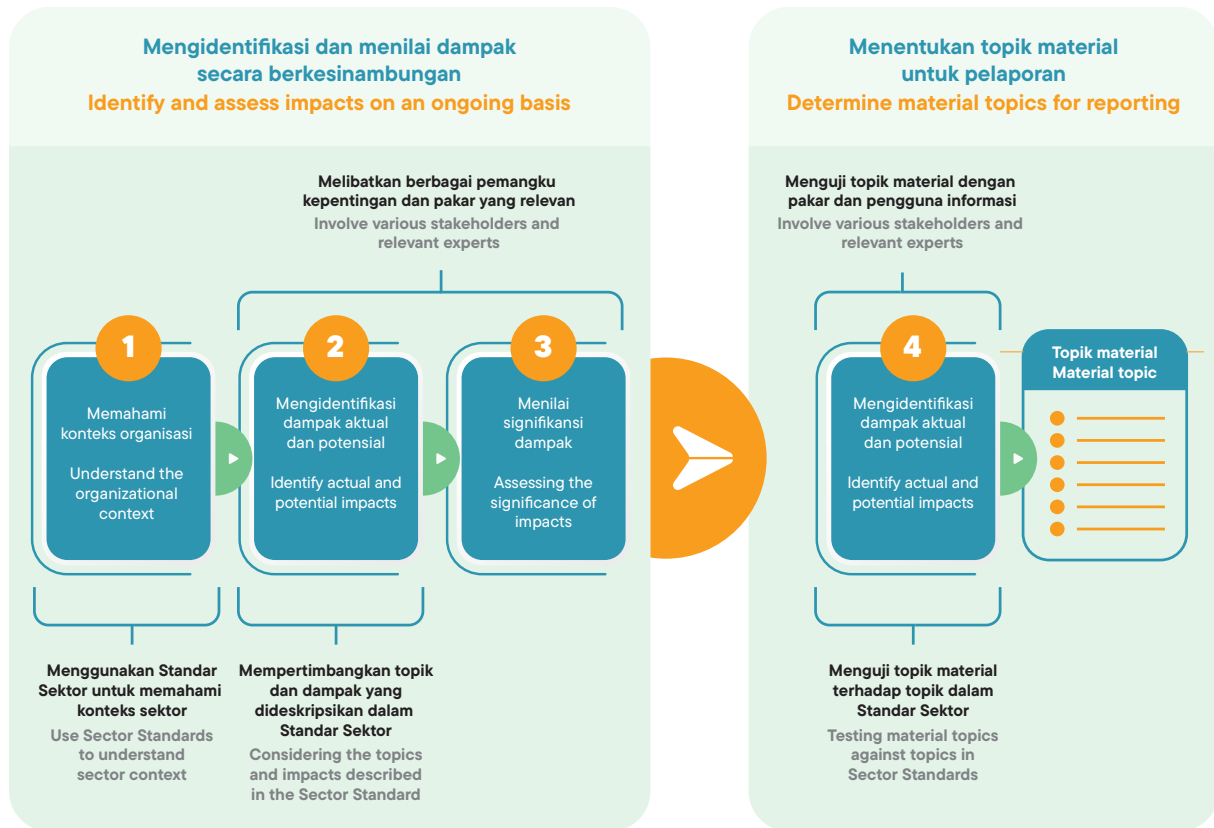 Mengidentifikasi dan menilai dampak
secara berkesinambungan
Identify and assess impacts on an ongoing basis
Melibatkan berbagai pemangku
kepentingan dan pakar yang relevan
Involve various stakeholders and
relevant experts
1
Memahami
konteks organisasi
Understand the
organizational
context
2
Mengidentifikasi
dampak aktual
dan potensial
Identify actual and
potential impacts
3
Menilai
signifikansi
dampak
Assessing the
significance of
impacts
Menggunakan Standar
Sektor untuk memahami
konteks sektor
Use Sector Standards
to understand
sector context
Mempertimbangkan topik
dan dampak yang
dideskripsikan dalam
Standar Sektor
Considering the topics
and impacts described
in the Sector Standard
Menentukan topik material
untuk pelaporan
Determine material topics for reporting
Menguji topik material dengan
pakar dan pengguna informasi
Involve various stakeholders and
relevant experts
4
Mengidentifikasi
dampak aktual
dan potensial
Identify actual and
potential impacts
Topik material
Material topic
Menguji topik material
terhadap topik dalam
Standar Sektor
Testing material topics
against topics in
Sector Standards